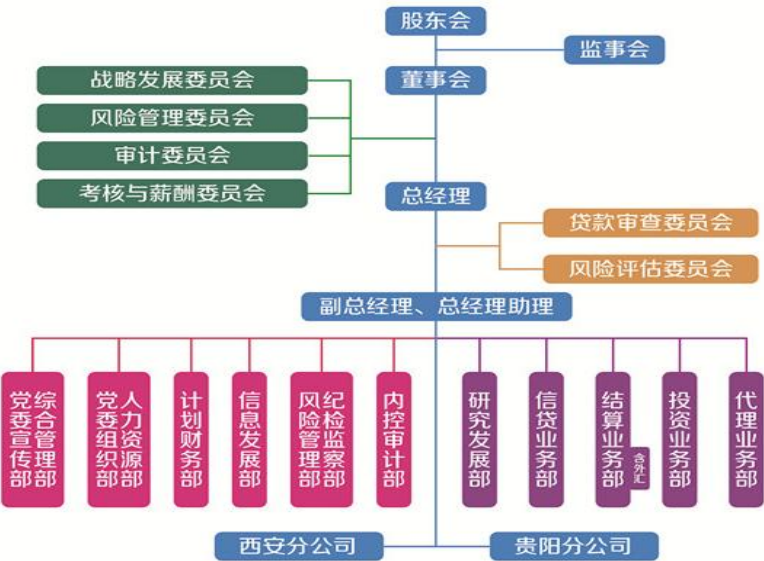 股东会
监事会
董事会
战略发展委员会
风险管理委员会
审计委员会
考核与薪酬委员会
总经理
贷款审查委员会
风险评估委员会
副总经理、总经理助理
综合管理部
党委宣传部
人力资源部
党委组织部
计划财务部
信息发展部
纪检监察部
风险管理部
内控审计部
研究发展部
信贷业务部
结算业务部
含外汇
投资业务部
代理业务部
西安分公司
贵阳分公司